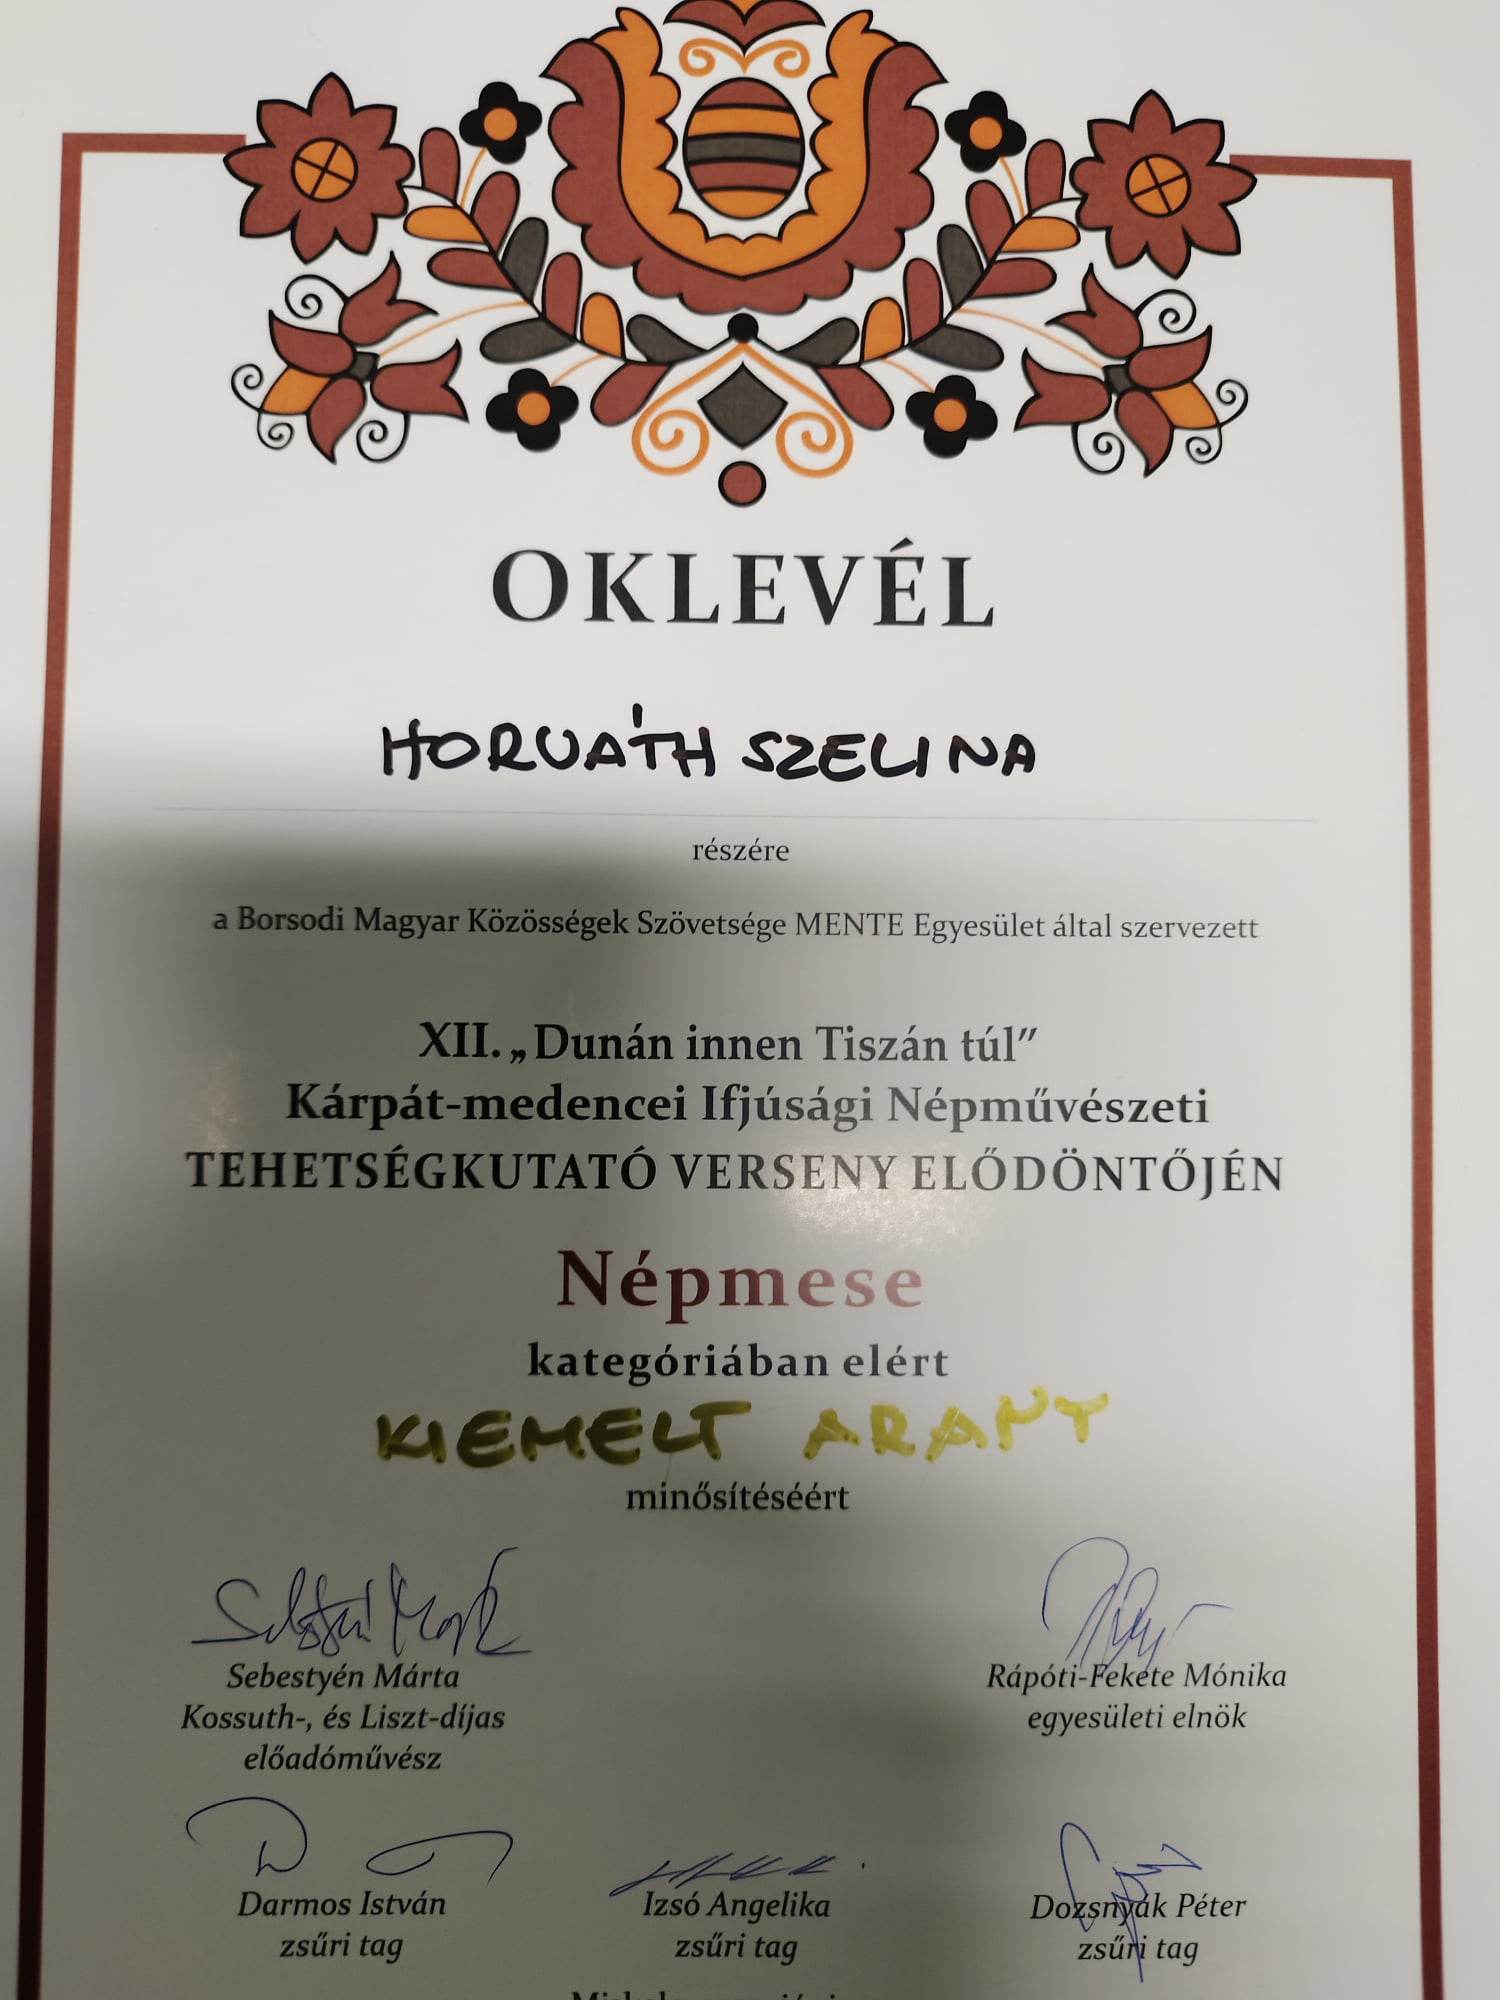 OKLEVÉL
HORVÁTH SZELINA
részére
a Borsodi Magyar Közösségek Szövetsége MENTE Egyesület által szervezett
XII. „Dunán innen Tiszán túl”
Kárpát-medencei Ifjúsági Népművészeti
TEHETSÉGKUTATÓ VERSENY ELŐDÖNTŐJÉN
Népmese
kategóriában elért
KIEMELT ARANY
minősítéséért
Sebestyén Márta
Kossuth-, és Liszt-díjas
előadóművész
Rápóti-Fekete Mónika
egyesületi elnök
Darmos István
zsűri tag
Izsó Angelika
zsűri tag
Dozsnyák Péter
zsűri tag